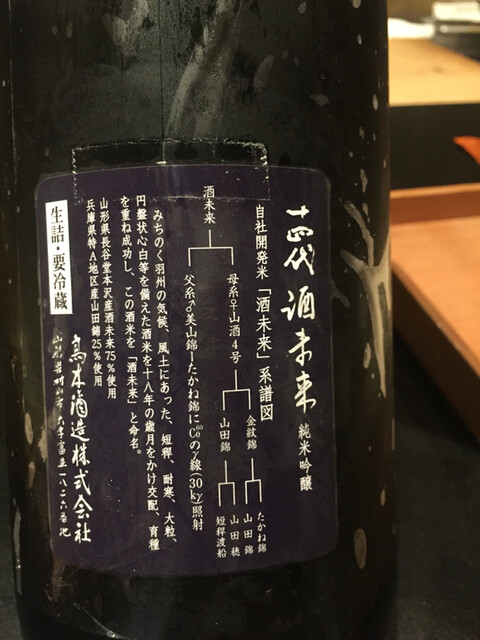 十四代 酒未来 純米吟醸
自社開発米「酒未来」系譜図
酒未来
母系♀山酒4号
金紋錦
たかね錦
山田錦
山田錦
山田穂
短稈渡船
父系♂美山錦ーたかね錦に⁶⁰Coのγ線(30kγ)照射
みちのく羽州の気候、風土にあった、短稈、耐寒、大粒、
円盤状心白等を備えた酒米を十八年の歳月をかけ交配、育種
を重ね成功し、この酒米を「酒未来」と命名。
山形県長谷堂本沢産酒未来75%使用
兵庫県特A地区産山田錦25%使用
生詰・要冷蔵
高木酒造株式会社
山形県村山市大字富並一八二六番地